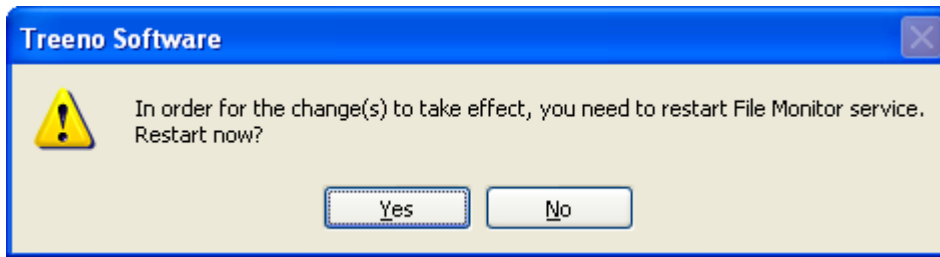 Treeno Software
In order for the change(s) to take effect, you need to restart File Monitor service.
Restart now?
Yes
No